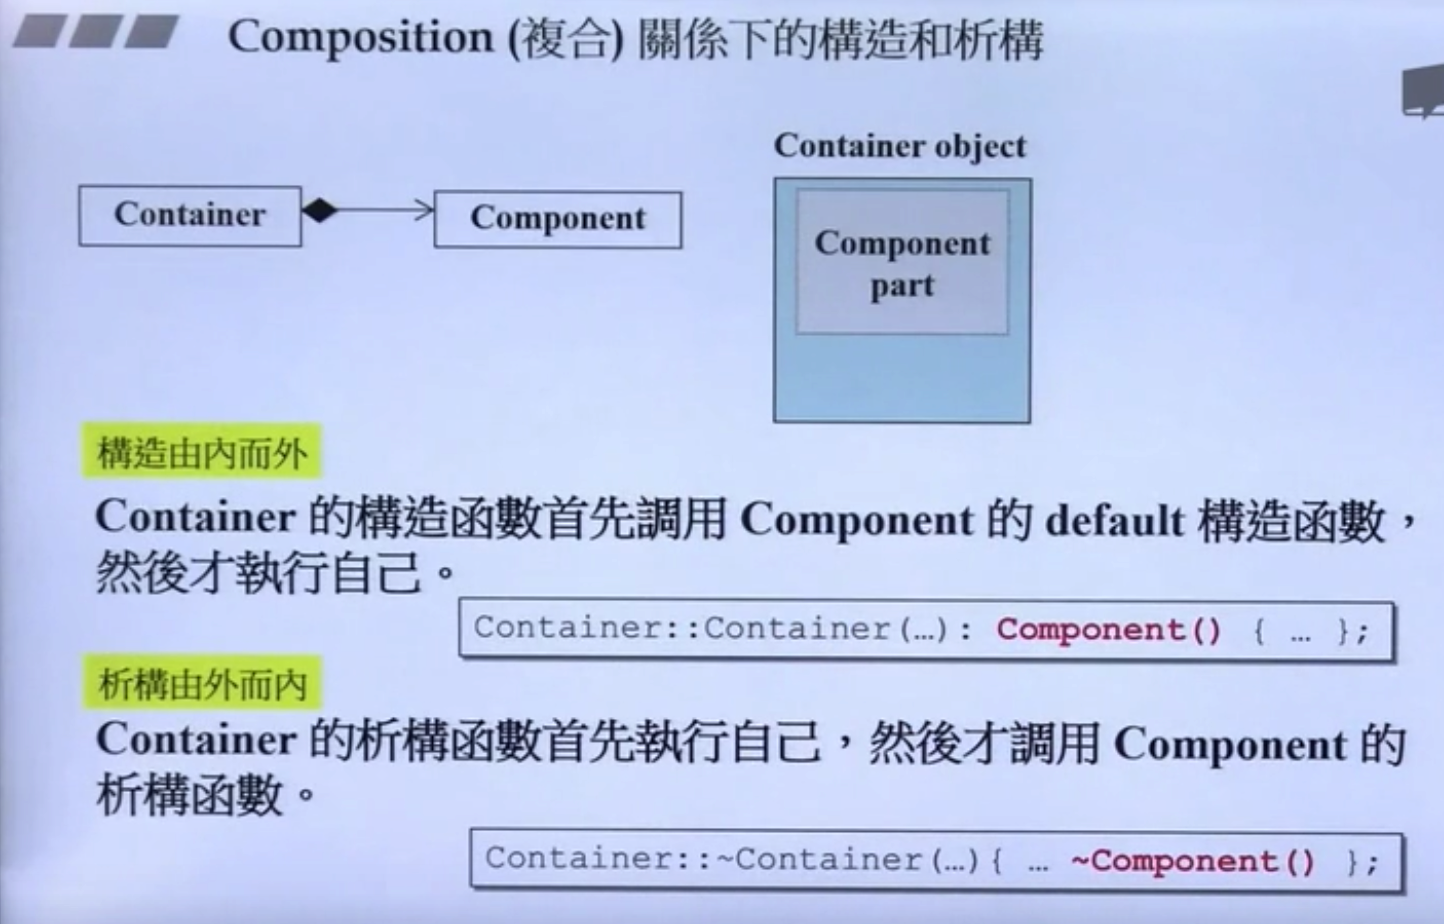 Composition (複合) 關係下的構造和析構
Container object
Container
Component
Component
part
構造由內而外
Container 的構造函數首先調用 Component 的 default 構造函數，
然後才執行自己。
Container::Container(…): Component() { … };
析構由外而內
Container 的析構函數首先執行自己，然後才調用 Component 的
析構函數。
Container::~Container(…){ … ~Component() };